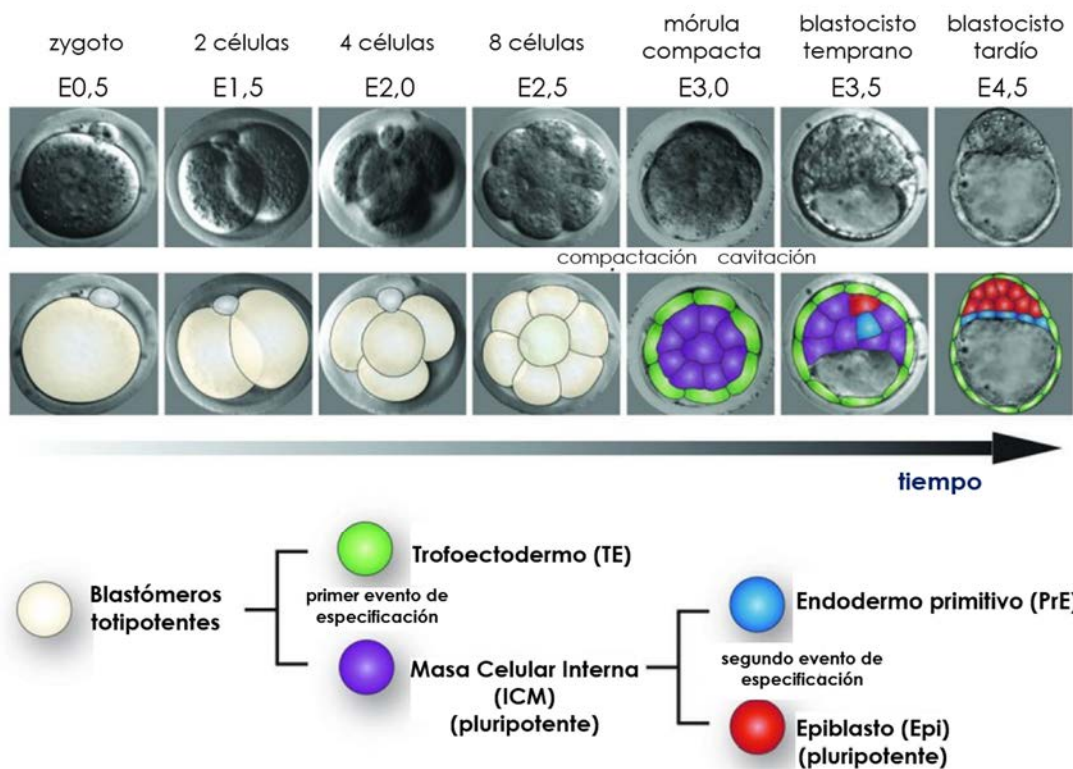 zygoto
2 células
4 células
8 células
mórula
compacta
blastocisto
temprano
blastocisto
tardío
E0,5
E1,5
E2,0
E2,5
E3,0
E3,5
E4,5
compactación
cavitación
tiempo
Trofoectodermo (TE)
Blastómeros
totipotentes
primer evento de
especificación
Masa Celular Interna
(ICM)
(pluripotente)
Endodermo primitivo (PrE)
segundo evento de
especificación
Epiblasto (Epi)
(pluripotente)